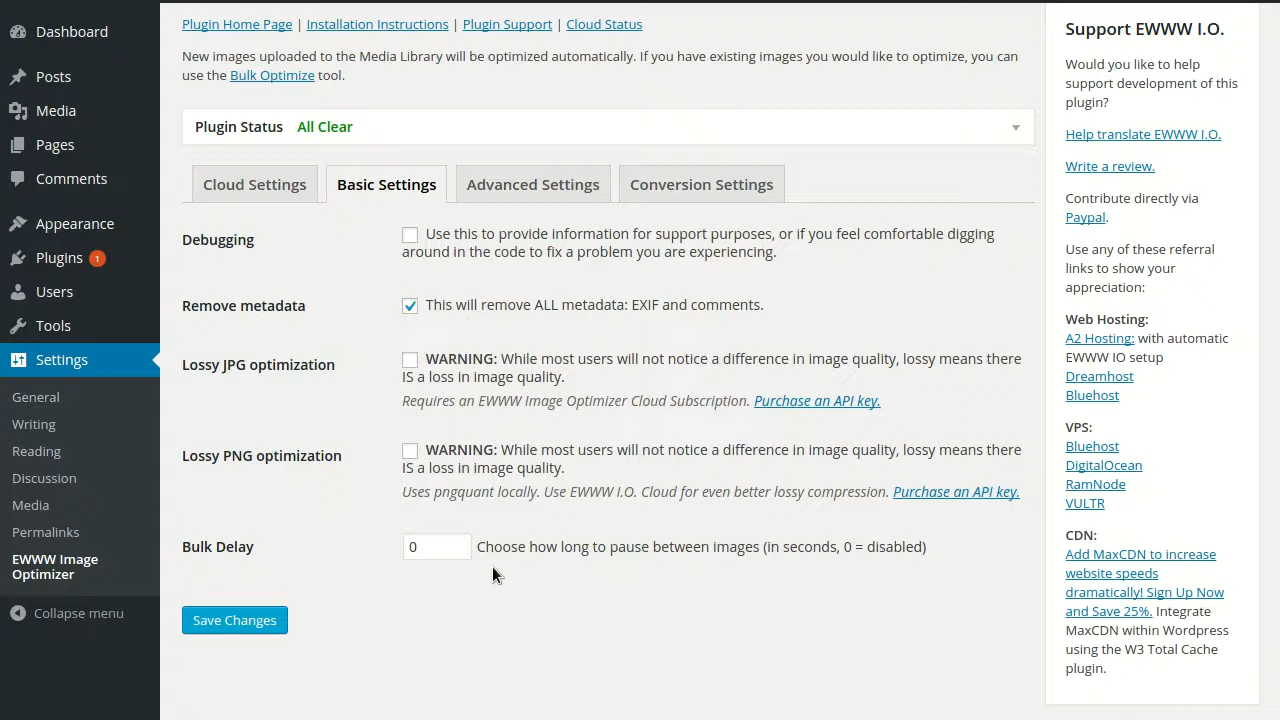 Dashboard
Posts
Media
Pages
Comments
Appearance
Plugins 1
Users
Tools
Settings
General
Writing
Reading
Discussion
Media
Permalinks
EWWW Image
Optimizer
Collapse menu
Plugin Home Page | Installation Instructions | Plugin Support | Cloud Status
New images uploaded to the Media Library will be optimized automatically. If you have existing images you would like to optimize, you can
use the Bulk Optimize tool.
Plugin Status All Clear
Cloud Settings Basic Settings Advanced Settings Conversion Settings
Debugging
Use this to provide information for support purposes, or if you feel comfortable digging
around in the code to fix a problem you are experiencing.
Remove metadata
This will remove ALL metadata: EXIF and comments.
Lossy JPG optimization
WARNING: While most users will not notice a difference in image quality, lossy means there
IS a loss in image quality.
Requires an EWWW Image Optimizer Cloud Subscription. Purchase an API key.
Lossy PNG optimization
WARNING: While most users will not notice a difference in image quality, lossy means there
IS a loss in image quality.
Uses pngquant locally. Use EWWW I.O. Cloud for even better lossy compression. Purchase an API key.
Bulk Delay
0 Choose how long to pause between images (in seconds, 0 = disabled)
Save Changes
Support EWWW I.O.
Would you like to help
support development of this
plugin?
Help translate EWWW I.O.
Write a review.
Contribute directly via
Paypal.
Use any of these referral
links to show your
appreciation:
Web Hosting:
A2 Hosting: with automatic
EWWW IO setup
Dreamhost
Bluehost
VPS:
Bluehost
DigitalOcean
RamNode
VULTR
CDN:
Add MaxCDN to increase
website speeds
dramatically! Sign Up Now
and Save 25%. Integrate
MaxCDN within Wordpress
using the W3 Total Cache
plugin.